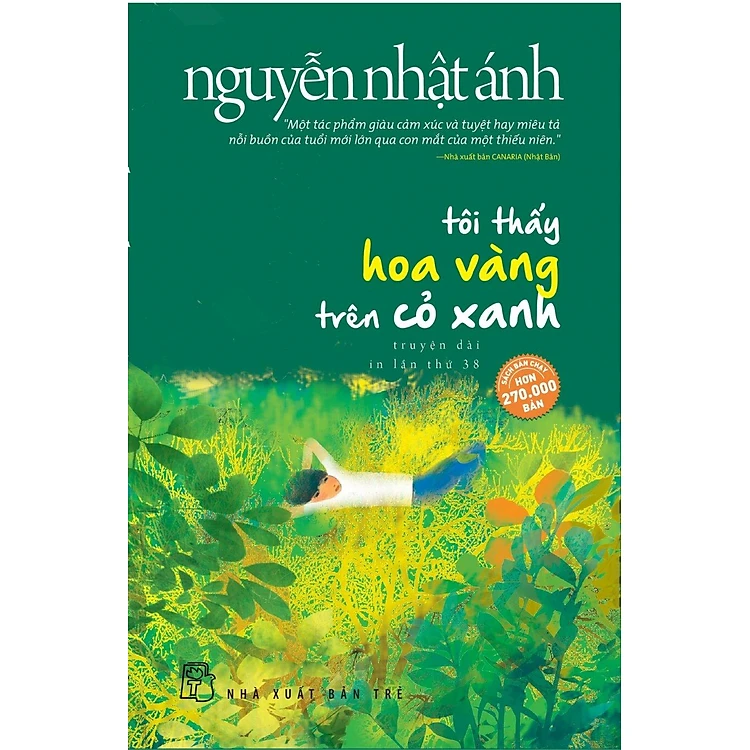 nguyễn nhật ánh
"Một tác phẩm giàu cảm xúc và tuyệt hay miêu tả
nỗi buồn của tuổi mới lớn qua con mắt của một thiếu niên."
—Nhà xuất bản CANARIA (Nhật Bản)
tôi thấy
hoa vàng
trên cỏ xanh
truyện dài
in lần thứ 38
SÁCH BÁN CHẠY
HƠN
270.000
BẢN
NHÀ XUẤT BẢN TRẺ